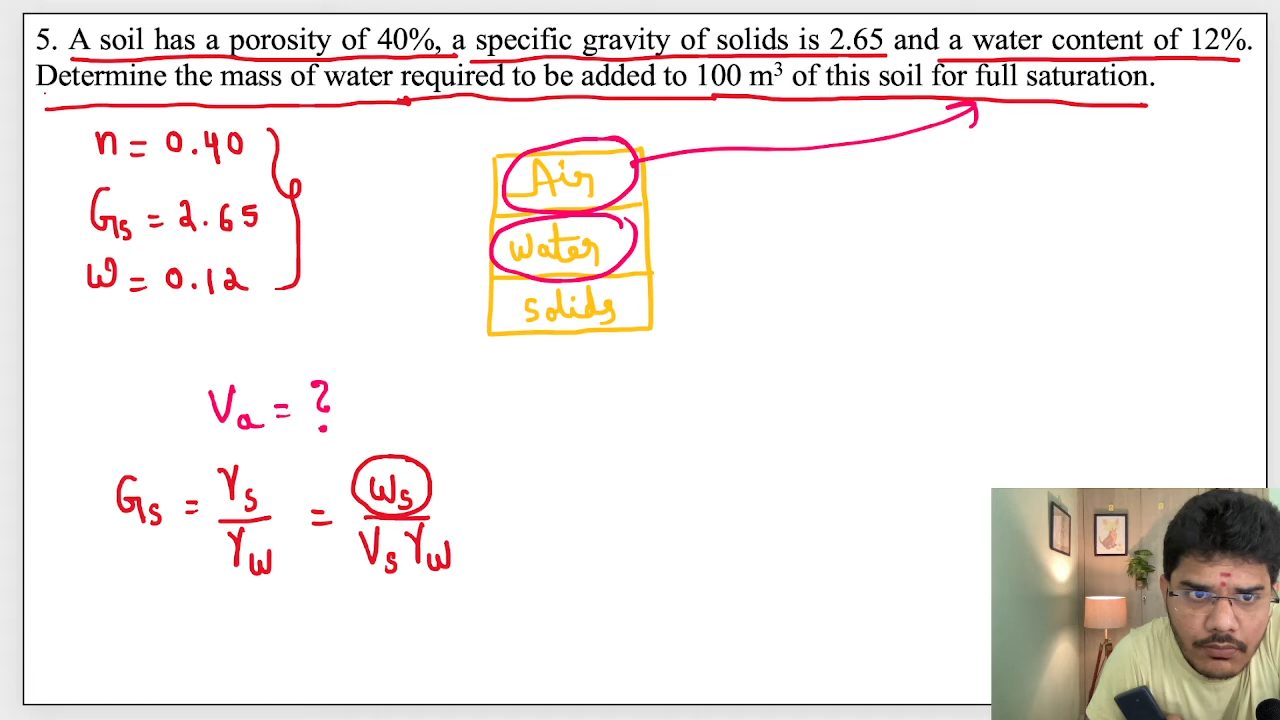 5. A soil has a porosity of 40%, a specific gravity of solids is 2.65 and a water content of 12%.
Determine the mass of water required to be added to 100 m³ of this soil for full saturation.
n = 0.40
Gs = 2.65
w = 0.12
Air
Water
Solids
Va = ?
Gs = γs / γw = ws / Vs γw